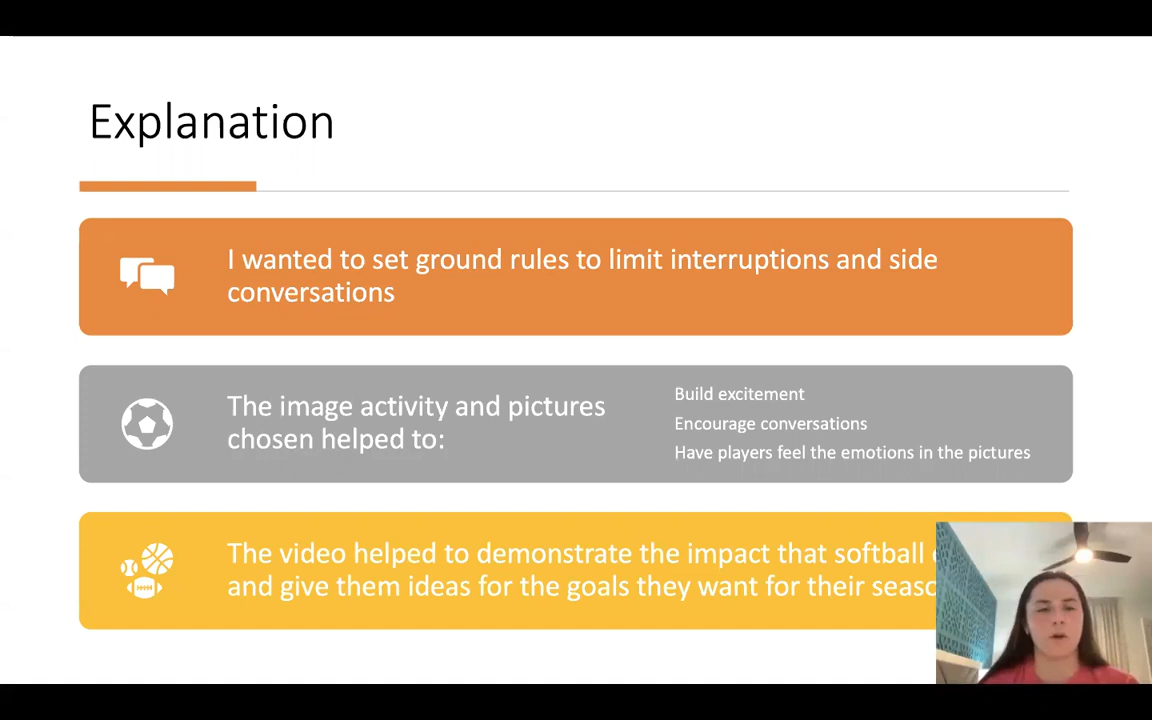 Explanation
I wanted to set ground rules to limit interruptions and side
conversations
The image activity and pictures
chosen helped to:
Build excitement
Encourage conversations
Have players feel the emotions in the pictures
The video helped to demonstrate the impact that softball
and give them ideas for the goals they want for their